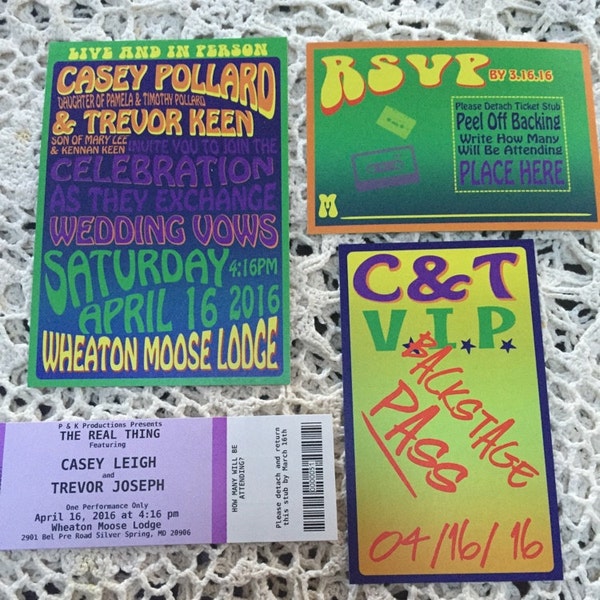 LIVE AND IN PERSON
CASEY POLLARD
DAUGHTER OF PAMELA & TIMOTHY POLLARD
& TREVOR KEEN
SON OF MARY LEE
& KENNAN KEEN
INVITE YOU TO JOIN THE
CELEBRATION
AS THEY EXCHANGE
WEDDING VOWS
SATURDAY 4:16PM
APRIL 16 2016
WHEATON MOOSE LODGE
RSVP BY 3.16.16
Please Detach Ticket Stub
Peel Off Backing
Write How Many
Will Be Attending
PLACE HERE
M
C&T
V.I.P.
BACKSTAGE
PASS
04/16/16
P & K Productions Presents
THE REAL THING
Featuring
CASEY LEIGH
and
TREVOR JOSEPH
One Performance Only
April 16, 2016 at 4:16 pm
Wheaton Moose Lodge
2901 Bel Pre Road Silver Spring, MD 20906
HOW MANY WILL BE
ATTENDING?
Please detach and return
this stub by March 16th